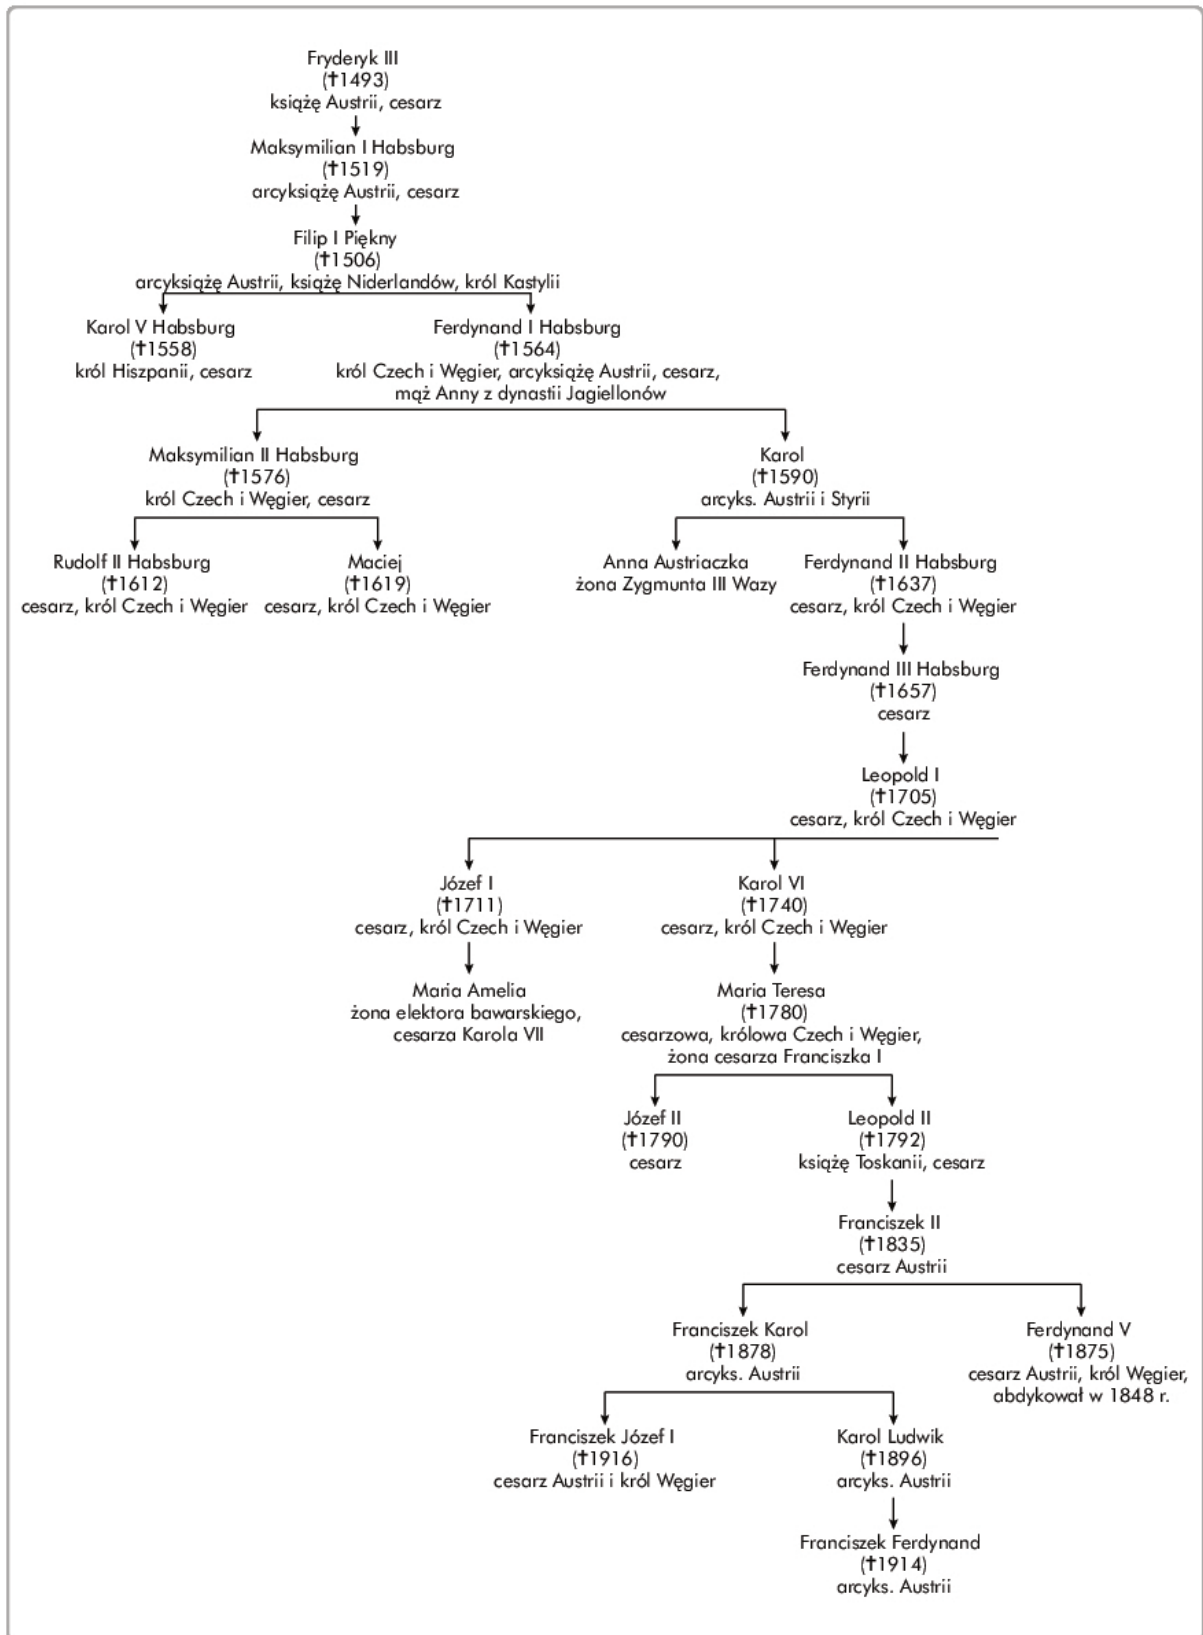 Fryderyk III
(✝1493)
książę Austrii, cesarz
Maksymilian I Habsburg
(✝1519)
arcyksiążę Austrii, cesarz
Filip I Piękny
(✝1506)
arcyksiążę Austrii, książę Niderlandów, król Kastylii
Karol V Habsburg
(✝1558)
król Hiszpanii, cesarz
Ferdynand I Habsburg
(✝1564)
król Czech i Węgier, arcyksiążę Austrii, cesarz,
mąż Anny z dynastii Jagiellonów
Maksymilian II Habsburg
(✝1576)
król Czech i Węgier, cesarz
Karol
(✝1590)
arcyks. Austrii i Styrii
Rudolf II Habsburg
(✝1612)
cesarz, król Czech i Węgier
Maciej
(✝1619)
cesarz, król Czech i Węgier
Anna Austriaczka
żona Zygmunta III Wazy
Ferdynand II Habsburg
(✝1637)
cesarz, król Czech i Węgier
Ferdynand III Habsburg
(✝1657)
cesarz
Leopold I
(✝1705)
cesarz, król Czech i Węgier
Józef I
(✝1711)
cesarz, król Czech i Węgier
Karol VI
(✝1740)
cesarz, król Czech i Węgier
Maria Amelia
żona elektora bawarskiego,
cesarza Karola VII
Maria Teresa
(✝1780)
cesarzowa, królowa Czech i Węgier,
żona cesarza Franciszka I
Józef II
(✝1790)
cesarz
Leopold II
(✝1792)
książę Toskanii, cesarz
Franciszek II
(✝1835)
cesarz Austrii
Franciszek Karol
(✝1878)
arcyks. Austrii
Ferdynand V
(✝1875)
cesarz Austrii, król Węgier,
abdykował w 1848 r.
Franciszek Józef I
(✝1916)
cesarz Austrii i król Węgier
Karol Ludwik
(✝1896)
arcyks. Austrii
Franciszek Ferdynand
(✝1914)
arcyks. Austrii